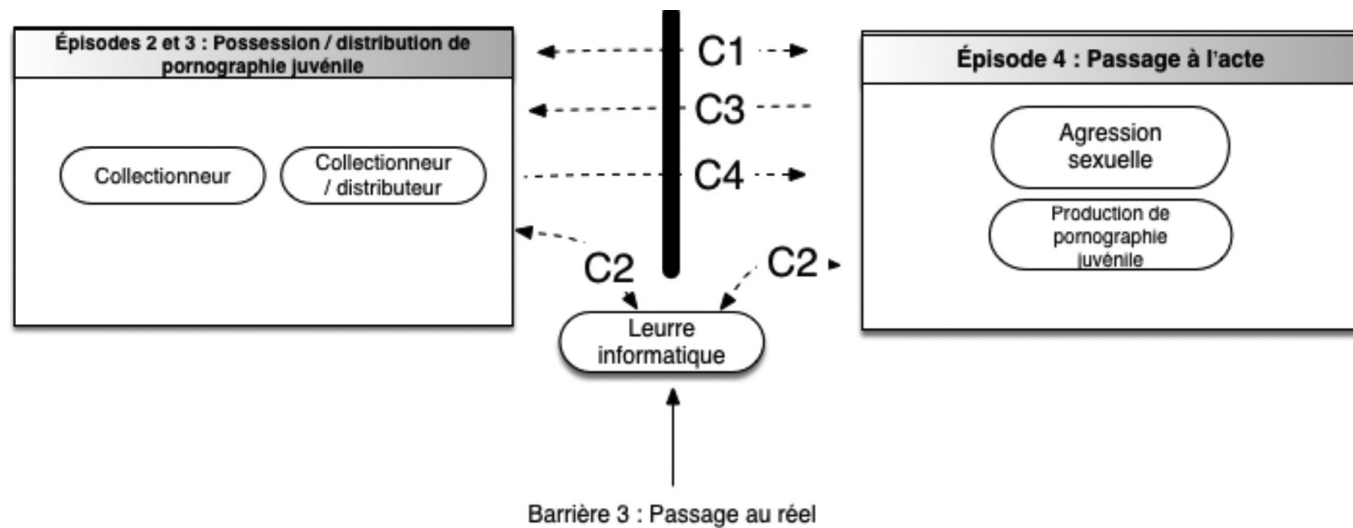 Épisodes 2 et 3 : Possession / distribution de
pornographie juvénile
Collectionneur
Collectionneur
/ distributeur
C1
C3
C4
C2
C2
Leurre
informatique
Barrière 3 : Passage au réel
Épisode 4 : Passage à l'acte
Agression
sexuelle
Production de
pornographie
juvénile